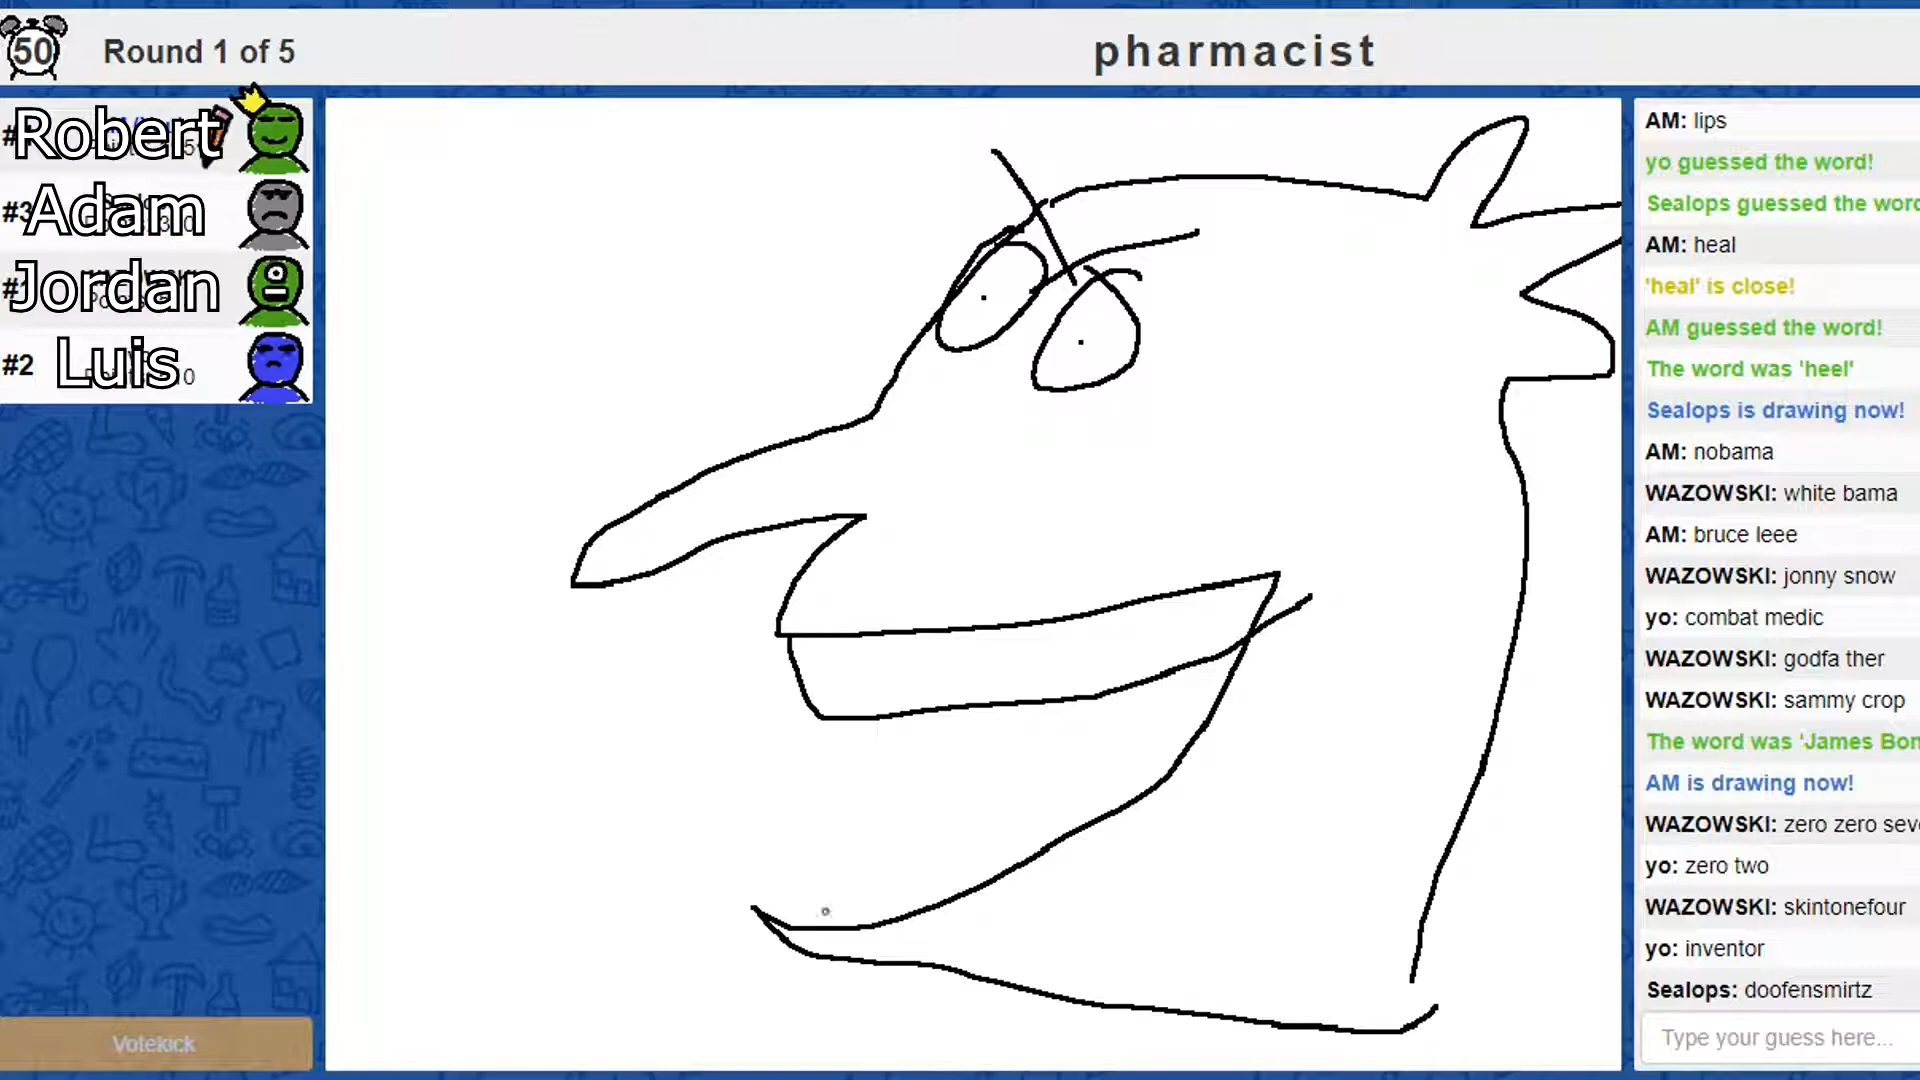 50
Round 1 of 5
pharmacist
Robert
#3
Adam
Jordan
#2
Luis
Votekick
AM: lips
yo guessed the word!
Sealops guessed the word
AM: heal
'heal' is close!
AM guessed the word!
The word was 'heel'
Sealops is drawing now!
AM: nobama
WAZOWSKI: white bama
AM: bruce leee
WAZOWSKI: jonny snow
yo: combat medic
WAZOWSKI: godfa ther
WAZOWSKI: sammy crop
The word was 'James Bon
AM is drawing now!
WAZOWSKI: zero zero sev
yo: zero two
WAZOWSKI: skintonefour
yo: inventor
Sealops: doofensmirtz
Type your guess here...